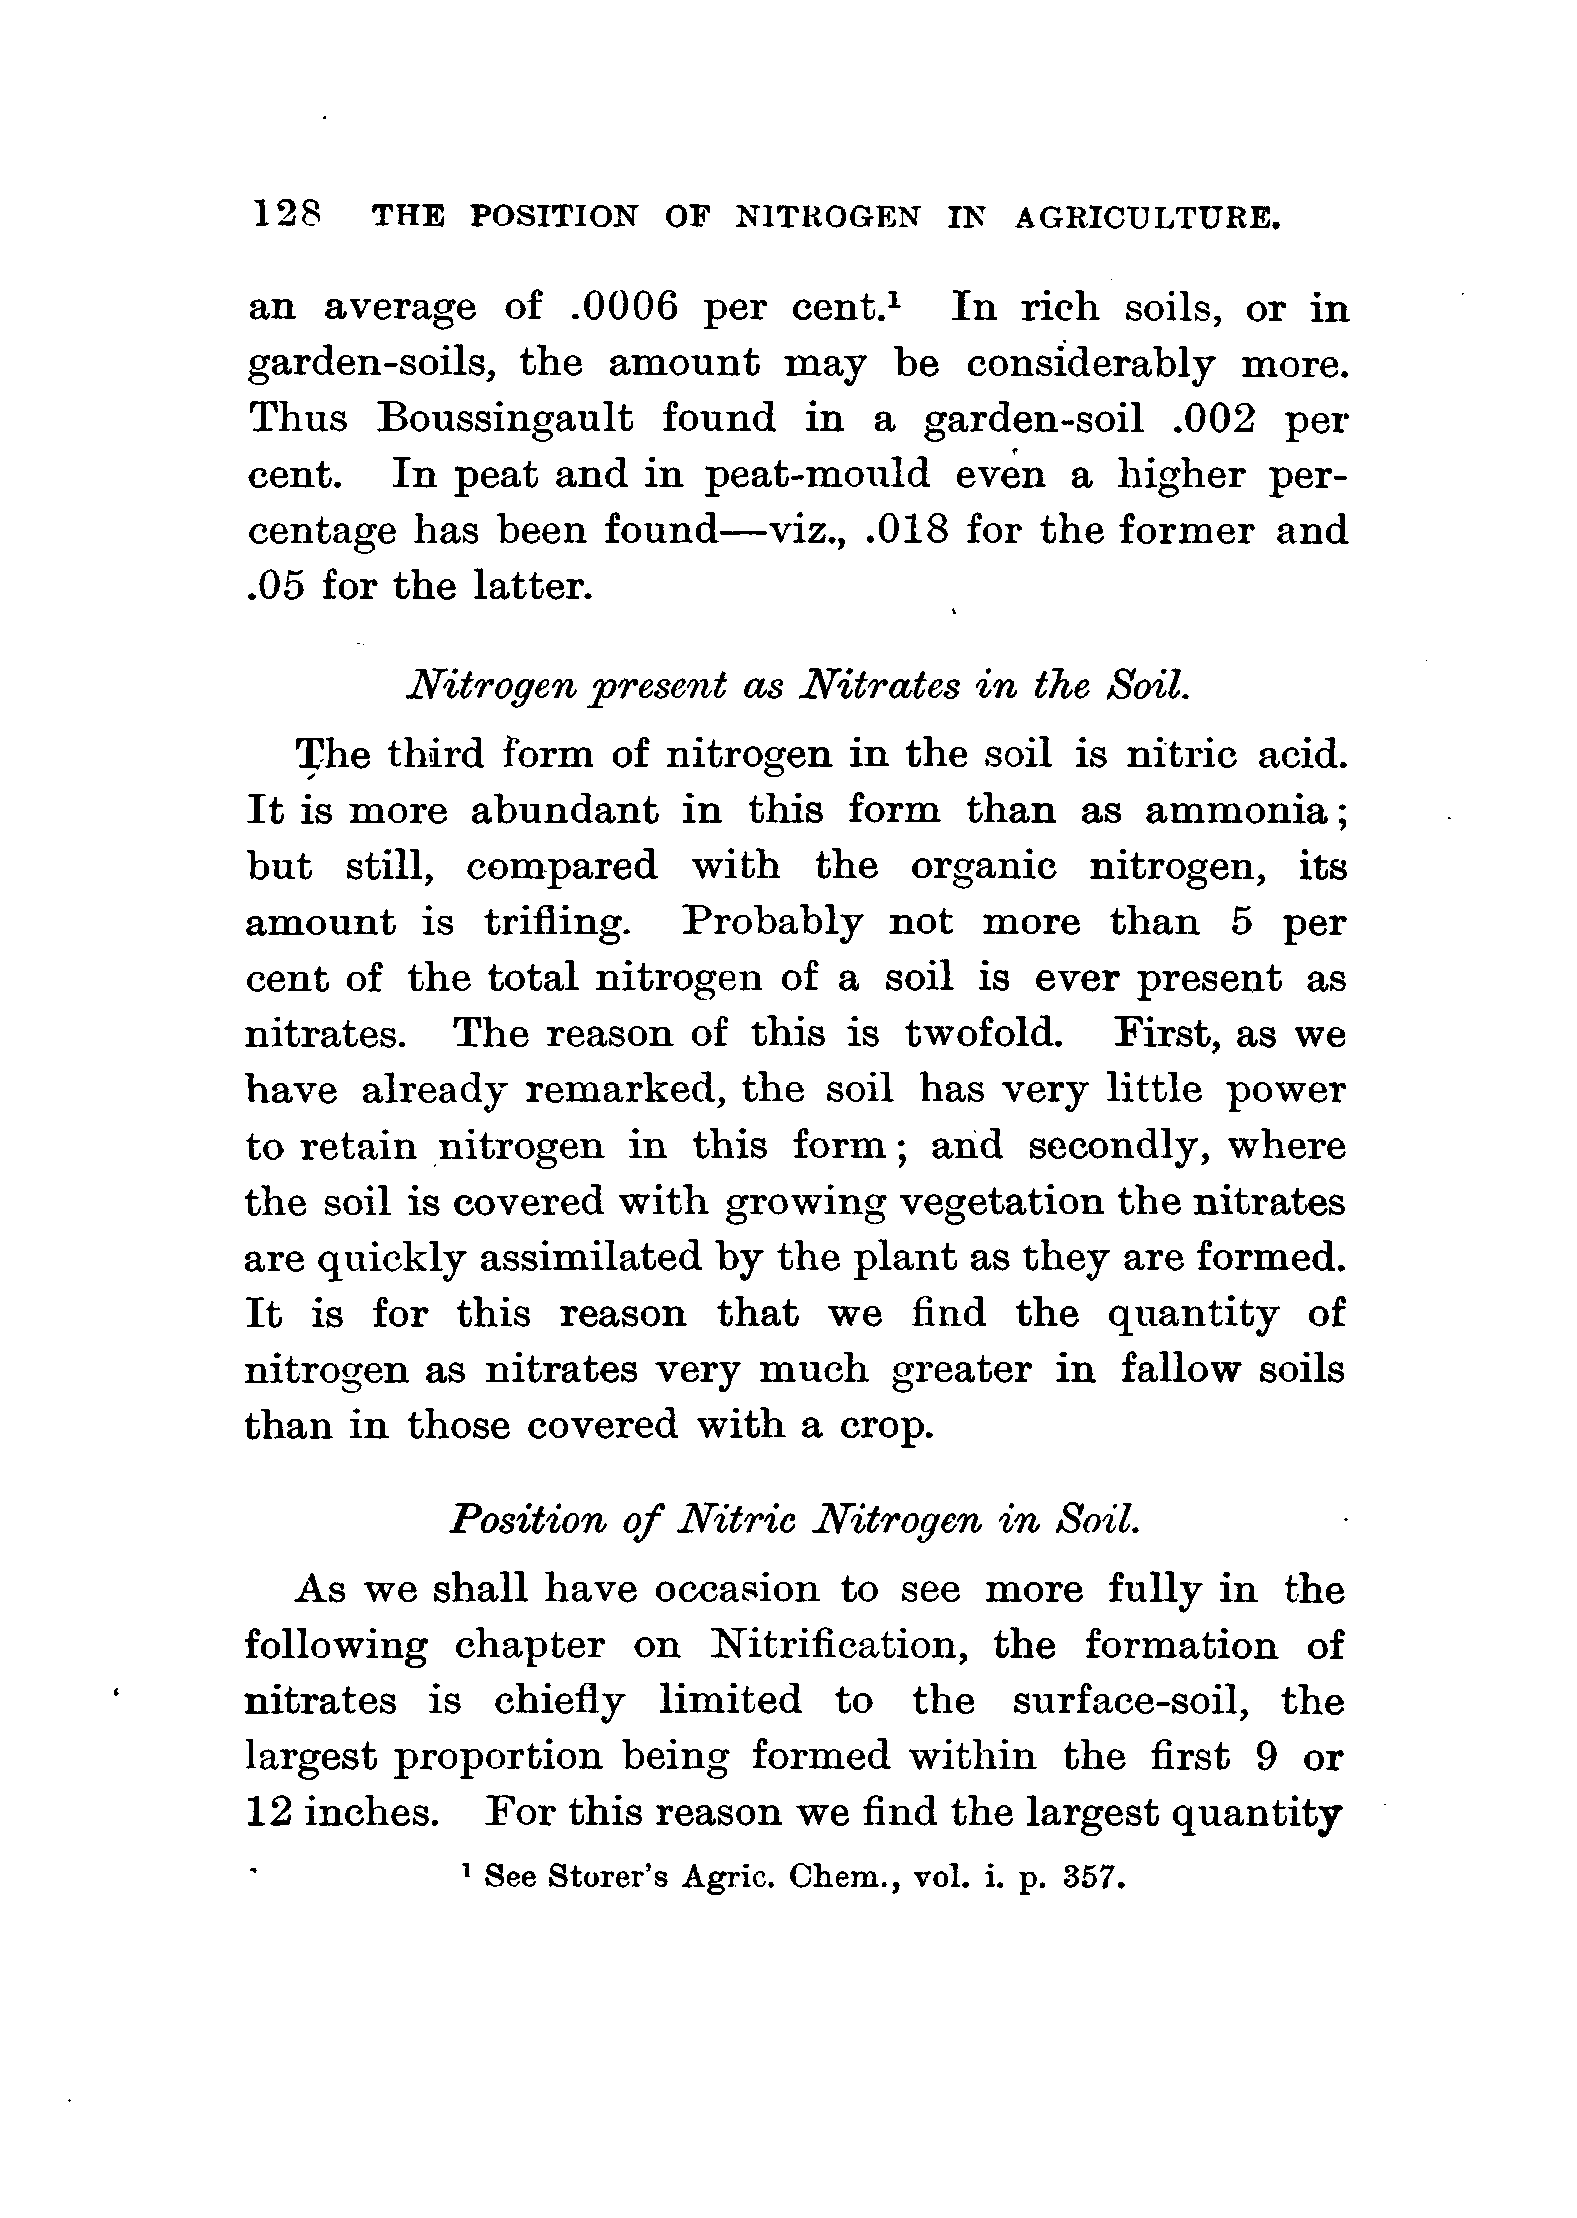 128 THE POSITION OF NITROGEN IN AGRICULTURE.
an average of .0006 per cent.¹ In rich soils, or in
garden-soils, the amount may be considerably more.
Thus Boussingault found in a garden-soil .002 per
cent. In peat and in peat-mould even a higher per-
centage has been found—viz., .018 for the former and
.05 for the latter.
Nitrogen present as Nitrates in the Soil.
The third form of nitrogen in the soil is nitric acid.
It is more abundant in this form than as ammonia;
but still, compared with the organic nitrogen, its
amount is trifling. Probably not more than 5 per
cent of the total nitrogen of a soil is ever present as
nitrates. The reason of this is twofold. First, as we
have already remarked, the soil has very little power
to retain nitrogen in this form; and secondly, where
the soil is covered with growing vegetation the nitrates
are quickly assimilated by the plant as they are formed.
It is for this reason that we find the quantity of
nitrogen as nitrates very much greater in fallow soils
than in those covered with a crop.
Position of Nitric Nitrogen in Soil.
As we shall have occasion to see more fully in the
following chapter on Nitrification, the formation of
nitrates is chiefly limited to the surface-soil, the
largest proportion being formed within the first 9 or
12 inches. For this reason we find the largest quantity
¹ See Storer's Agric. Chem., vol. i. p. 357.